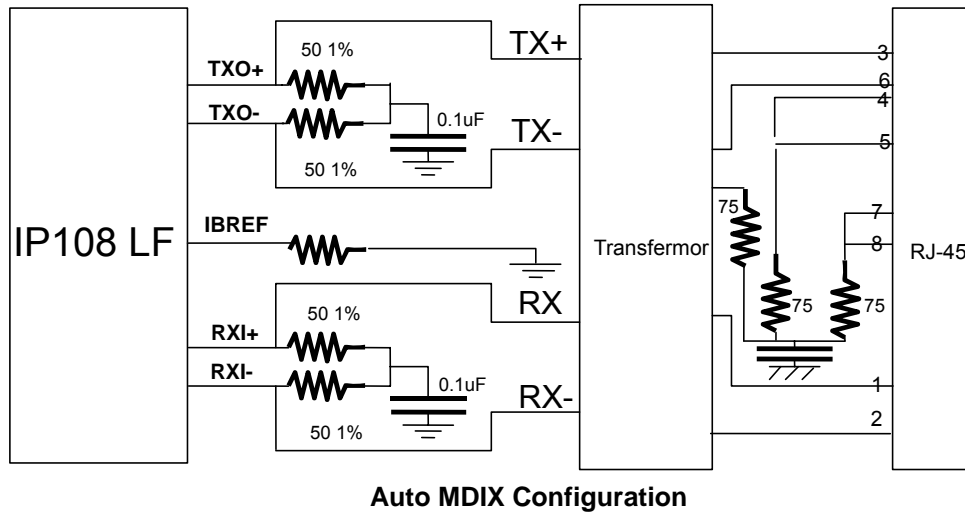 IP108 LF
TXO+
TXO-
50 1%
50 1%
0.1uF
TX+
TX-
IBREF
RXI+
RXI-
50 1%
50 1%
0.1uF
RX
RX-
Transfermor
75
75
75
3
6
4
5
7
8
1
2
RJ-45
Auto MDIX Configuration